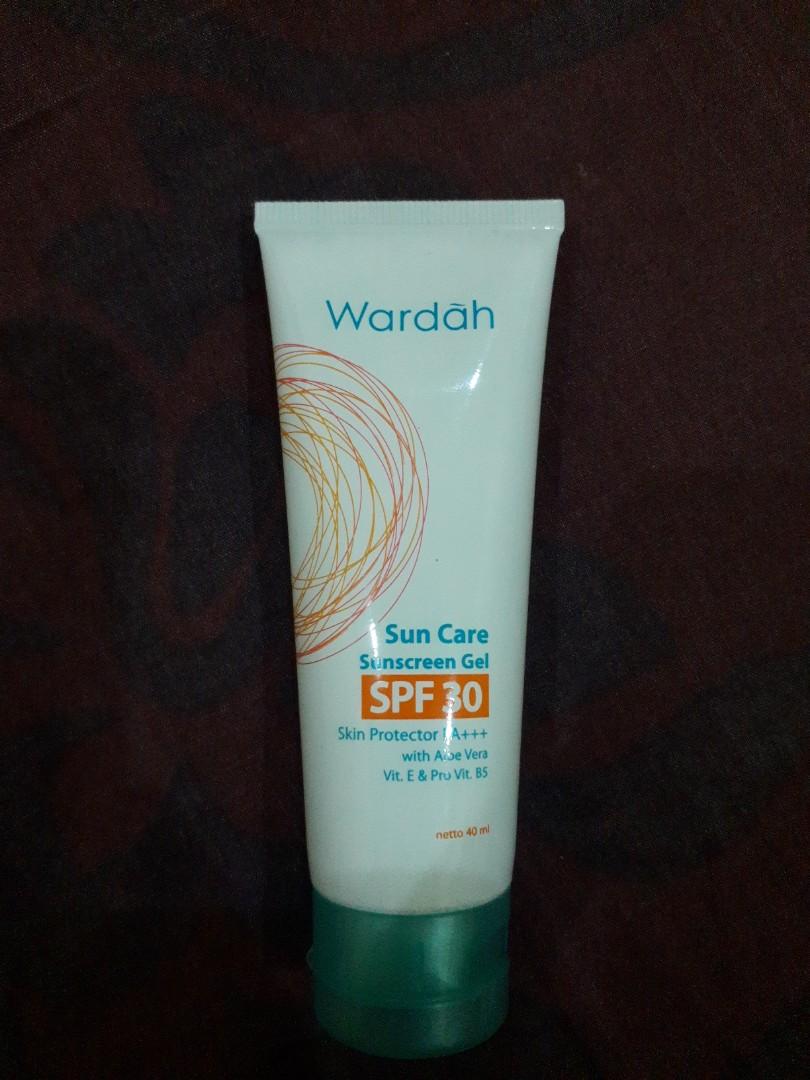 Wardāh
Sun Care
Sunscreen Gel
SPF 30
Skin Protector PA+++
with Aloe Vera
Vit. E & Pro Vit. B5
netto 40 ml